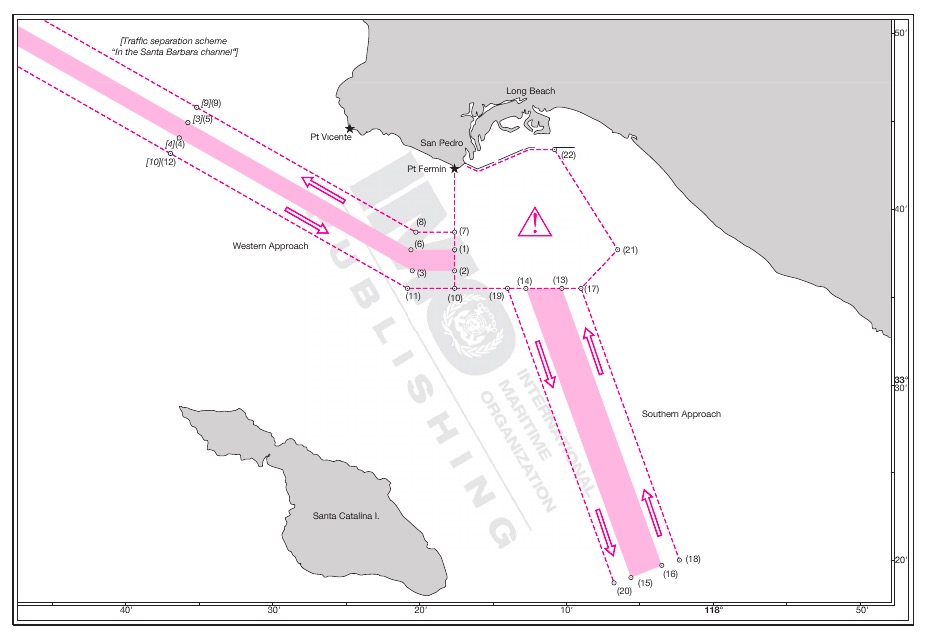 [Traffic separation scheme
"In the Santa Barbara channel"]
50'
Long Beach
[9](9)
[3](5)
Pt Vicente
San Pedro
[4](4)
[10](12)
(22)
Pt Fermin
40'
(8)
(7)
Western Approach
(6)
(1)
(21)
(3)
(2)
(14)
(13)
(11)
(10)
(19)
(17)
33°
30'
Southern Approach
Santa Catalina I.
(18)
20'
(16)
(15)
(20)
40'
30'
20'
10'
118°
50'
!
IMO
PUBLISHING
INTERNATIONAL
MARITIME
ORGANIZATION